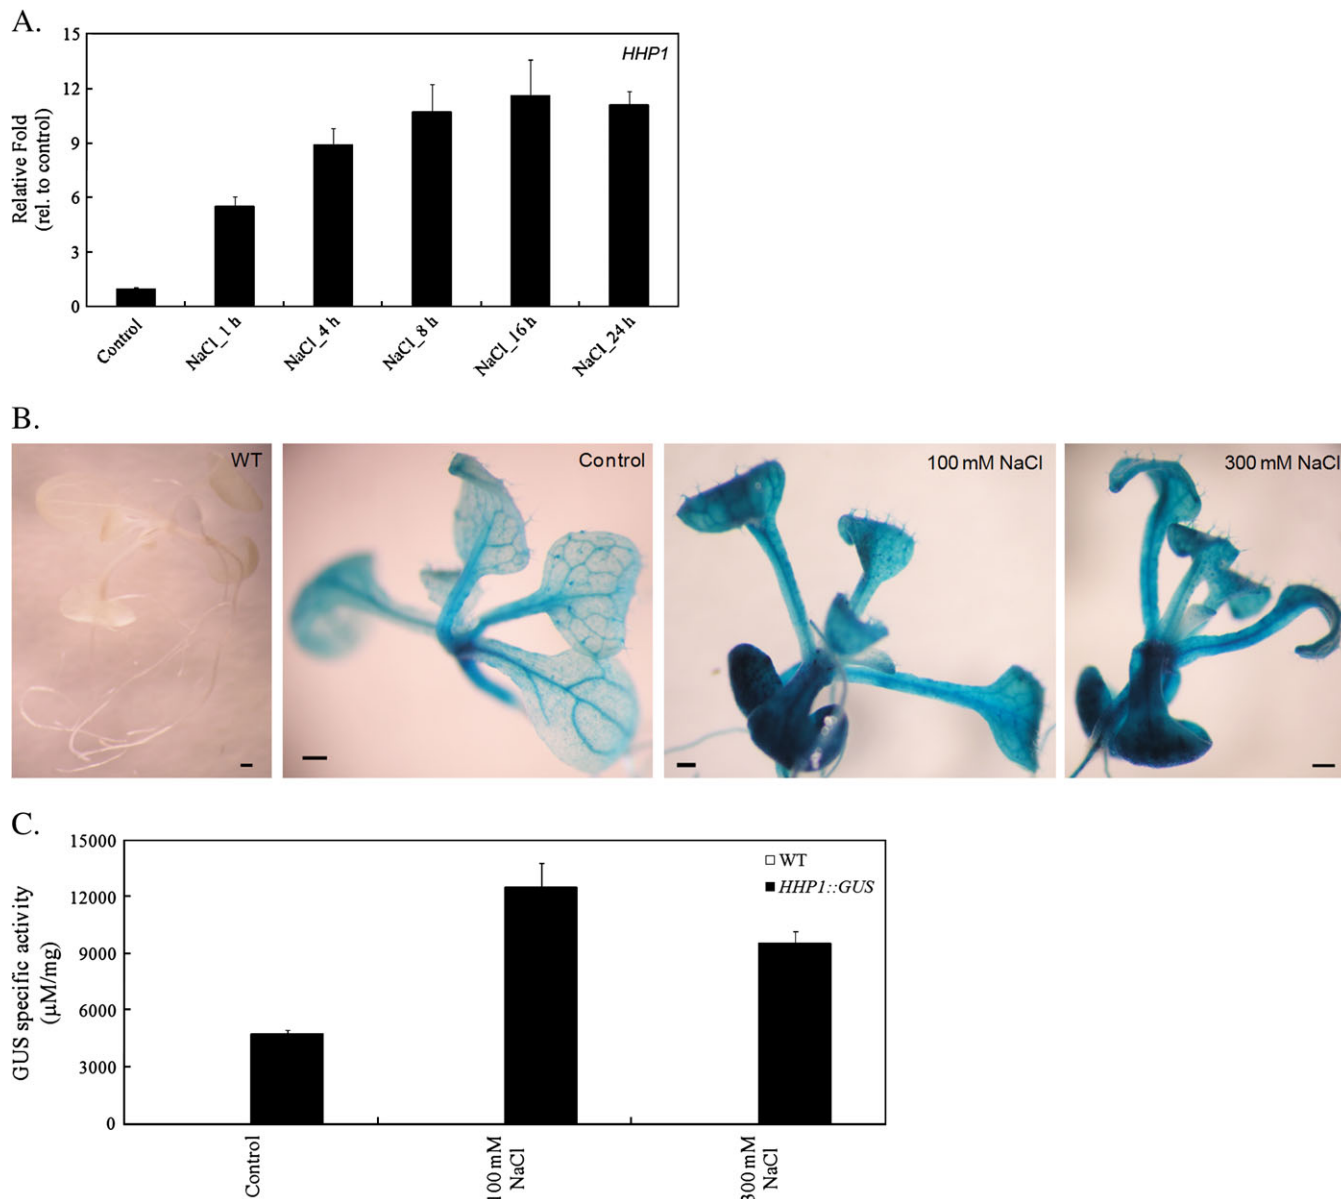 A.
15
12
9
6
3
0
Relative Fold
(rel. to control)
HHP1
Control
NaCl_1 h
NaCl_4 h
NaCl_8 h
NaCl_16 h
NaCl_24 h
B.
WT
Control
100 mM NaCl
300 mM NaCl
C.
15000
12000
9000
6000
3000
0
GUS specific activity
(μM/mg)
WT
HHP1::GUS
Control
100 mM
NaCl
300 mM
NaCl